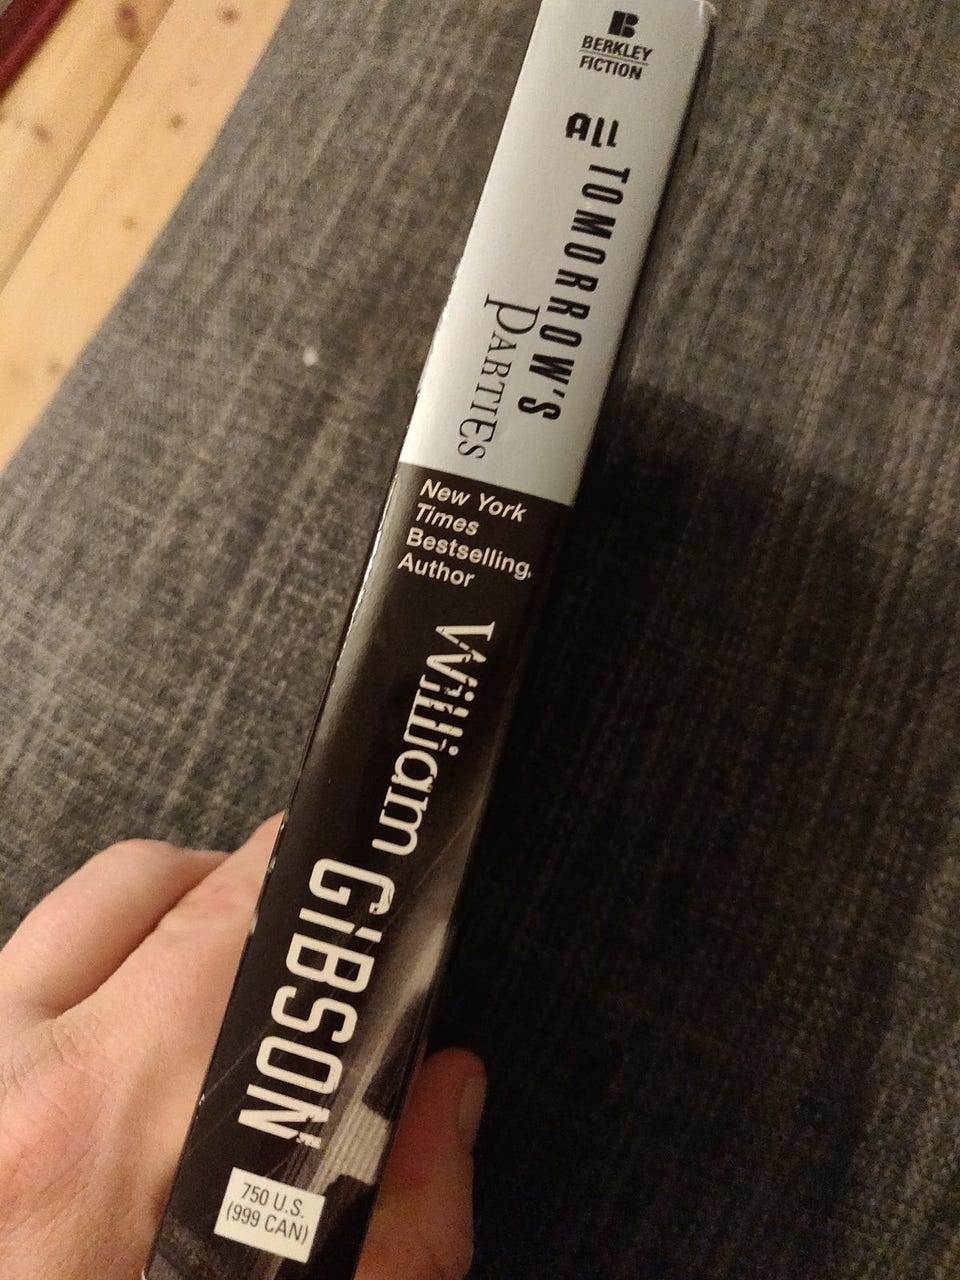 B
BERKLEY
FICTION
ALL
TOMORROW'S
PARTIES
New York
Times
Bestselling
Author
William
GIBSON
750 U.S.
(999 CAN)